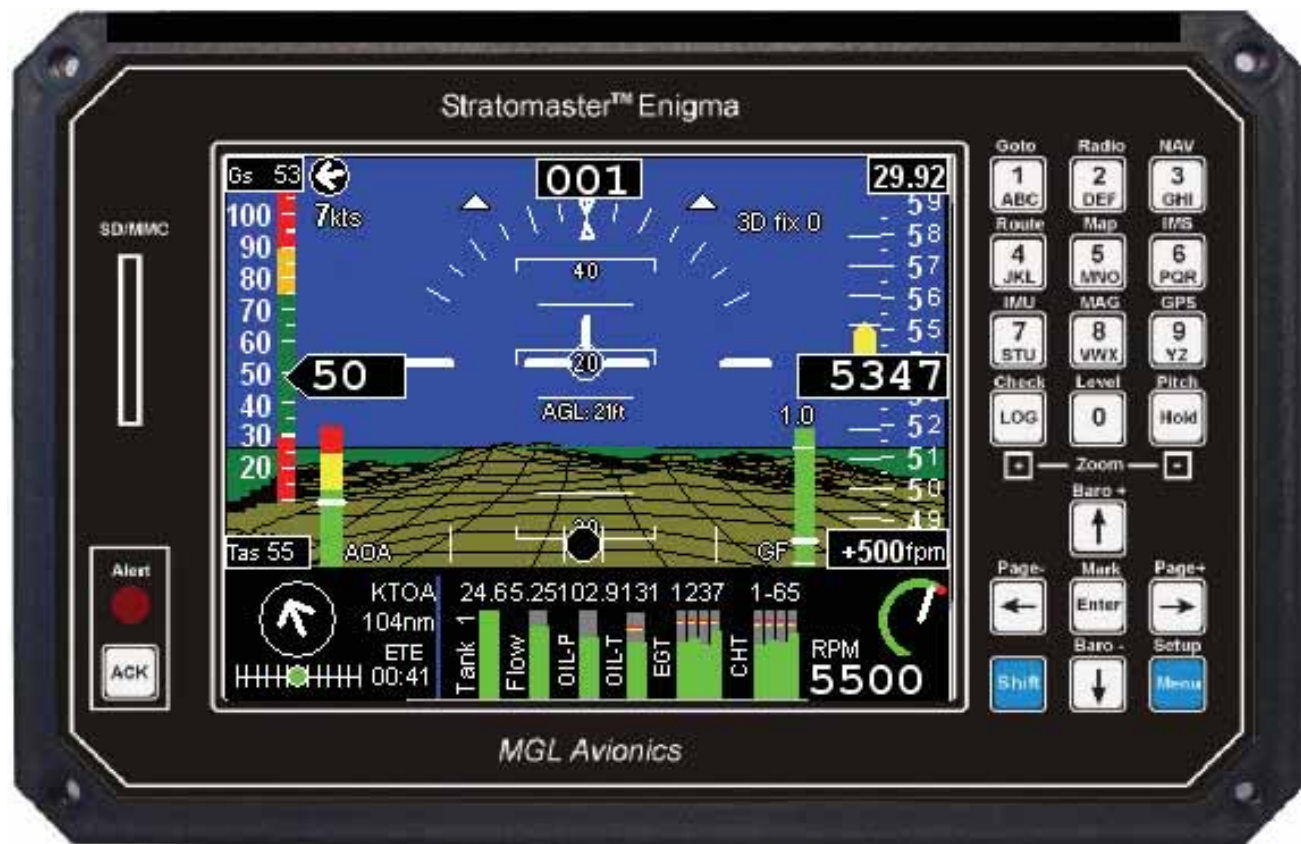 Stratomaster™ Enigma
SD/MMC
Alert
ACK
Gs 53
7kts
001
29.92
3D fix 0
100
90
80
70
60
50
40
30
20
50
40
20
20
AGL: 21ft
59
58
57
56
55
5347
52
51
50
49
1.0
Tas 55
AOA
GF
+500fpm
KTOA
104nm
ETE
00:41
24.65.25102.9131 1237 1-65
Tank 1
Flow
OIL-P
OIL-T
EGT
CHT
RPM
5500
MGL Avionics
Goto Radio NAV
1 2 3
ABC DEF GHI
Route Map IMS
4 5 6
JKL MNO PQR
IMU MAG GPS
7 8 9
STU VWX YZ
Check Level Pitch
LOG 0 Hold
+ Zoom -
Baro +
Page- Mark Page+
Enter
Baro - Setup
Shift Menu